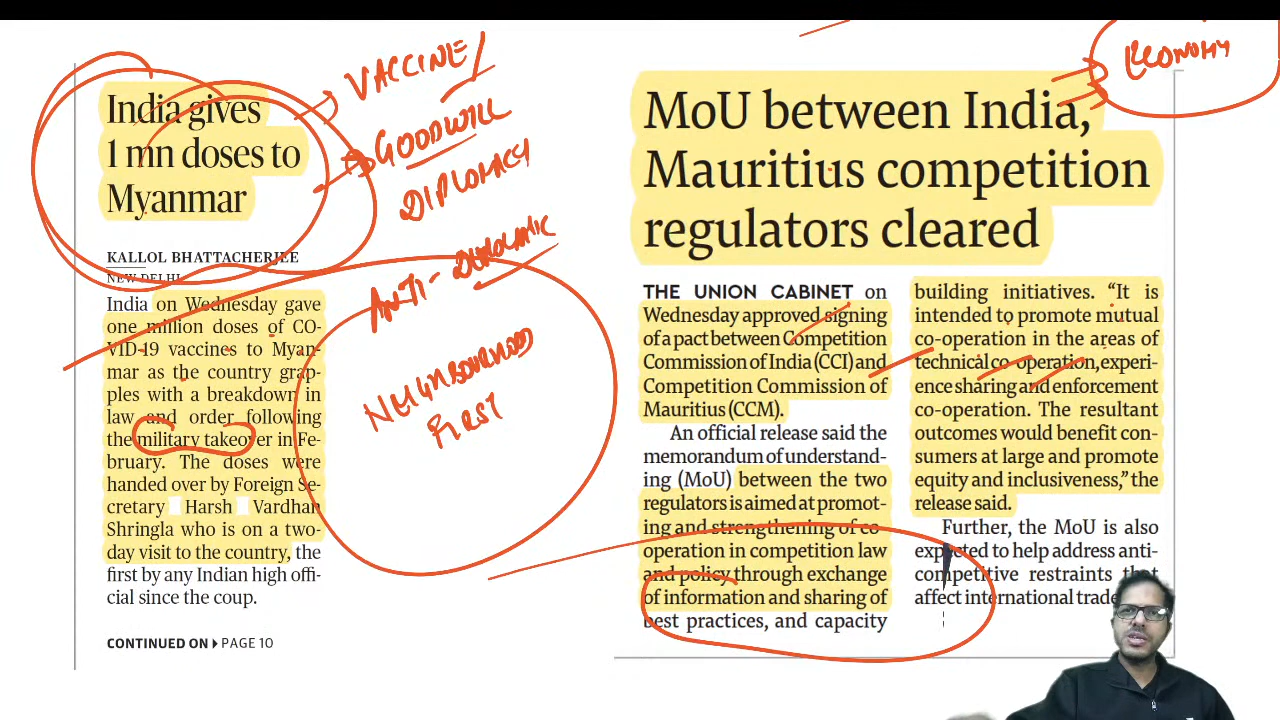 India gives
1 mn doses to
Myanmar
KALLOL BHATTACHERJEE
NEW DELHI
India on Wednesday gave
one million doses of CO-
VID-19 vaccines to Myan-
mar as the country grap-
ples with a breakdown in
law and order following
the military takeover in Fe-
bruary. The doses were
handed over by Foreign Se-
cretary Harsh Vardhan
Shringla who is on a two-
day visit to the country, the
first by any Indian high offi-
cial since the coup.
CONTINUED ON PAGE 10
VACCINE/
GOODWILL
DIPLOMACY
ANTI-
NEIGHBOURHOOD
FIRST
ECONOMY
MoU between India,
Mauritius competition
regulators cleared
THE UNION CABINET on
Wednesday approved signing
of a pact between Competition
Commission of India (CCI) and
Competition Commission of
Mauritius (CCM).
An official release said the
memorandum of understand-
ing (MoU) between the two
regulators is aimed at promot-
ing and strengthening of co-
operation in competition law
and policy through exchange
of information and sharing of
best practices, and capacity
building initiatives. “It is
intended to promote mutual
co-operation in the areas of
technical co-operation, experi-
ence sharing and enforcement
co-operation. The resultant
outcomes would benefit con-
sumers at large and promote
equity and inclusiveness,” the
release said.
Further, the MoU is also
expected to help address anti-
competitive restraints that
affect international trade